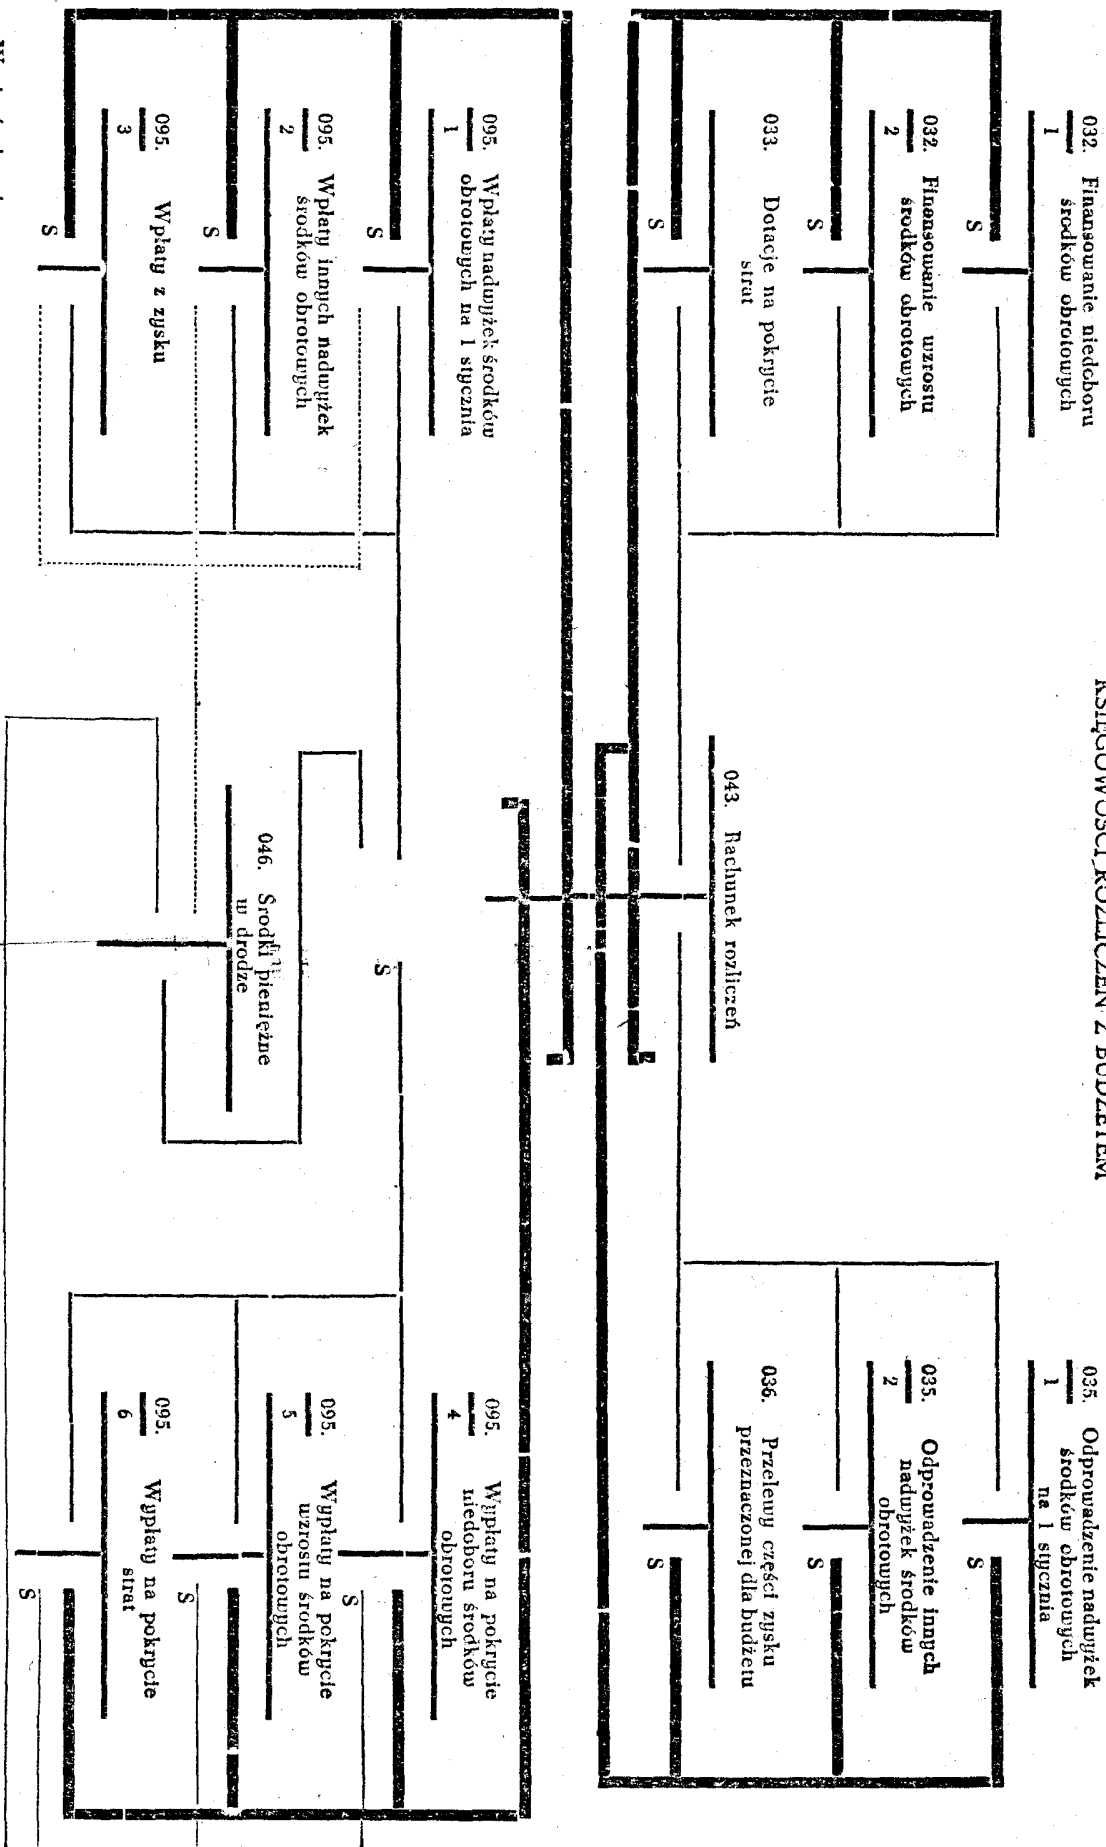 KSIĘGOWOŚCI ROZLICZEŃ Z BUDŻETEM
032. Finansowanie niedoboru
1 środków obrotowych
S
032. Finansowanie wzrostu
2 środków obrotowych
S
033. Dotacje na pokrycie
strat
S
043. Rachunek rozliczeń
035. Odprowadzenie nadwyżek
1 środków obrotowych
na 1 stycznia
S
035. Odprowadzenie innych
2 nadwyżek środków
obrotowych
S
036. Przelewy części zysku
przeznaczonej dla budżetu
S
095. Wpłaty nadwyżek środków
1 obrotowych na 1 stycznia
S
095. Wpłaty innych nadwyżek
2 środków obrotowych
S
095. Wpłaty z zysku
3
S
S
046. Środki pieniężne
w drodze
095. Wypłaty na pokrycie
4 niedoboru środków
obrotowych
S
095. Wypłaty na pokrycie
5 wzrostu środków
obrotowych
S
095. Wypłaty na pokrycie
6 strat
S